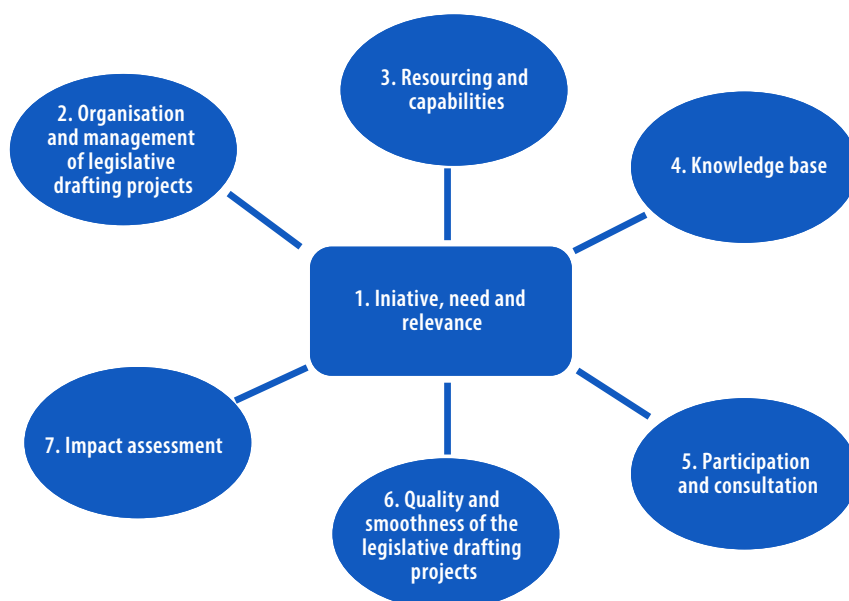 1. Iniative, need and
relevance
2. Organisation
and management
of legislative
drafting projects
3. Resourcing and
capabilities
4. Knowledge base
5. Participation
and consultation
6. Quality and
smoothness of the
legislative drafting
projects
7. Impact assessment